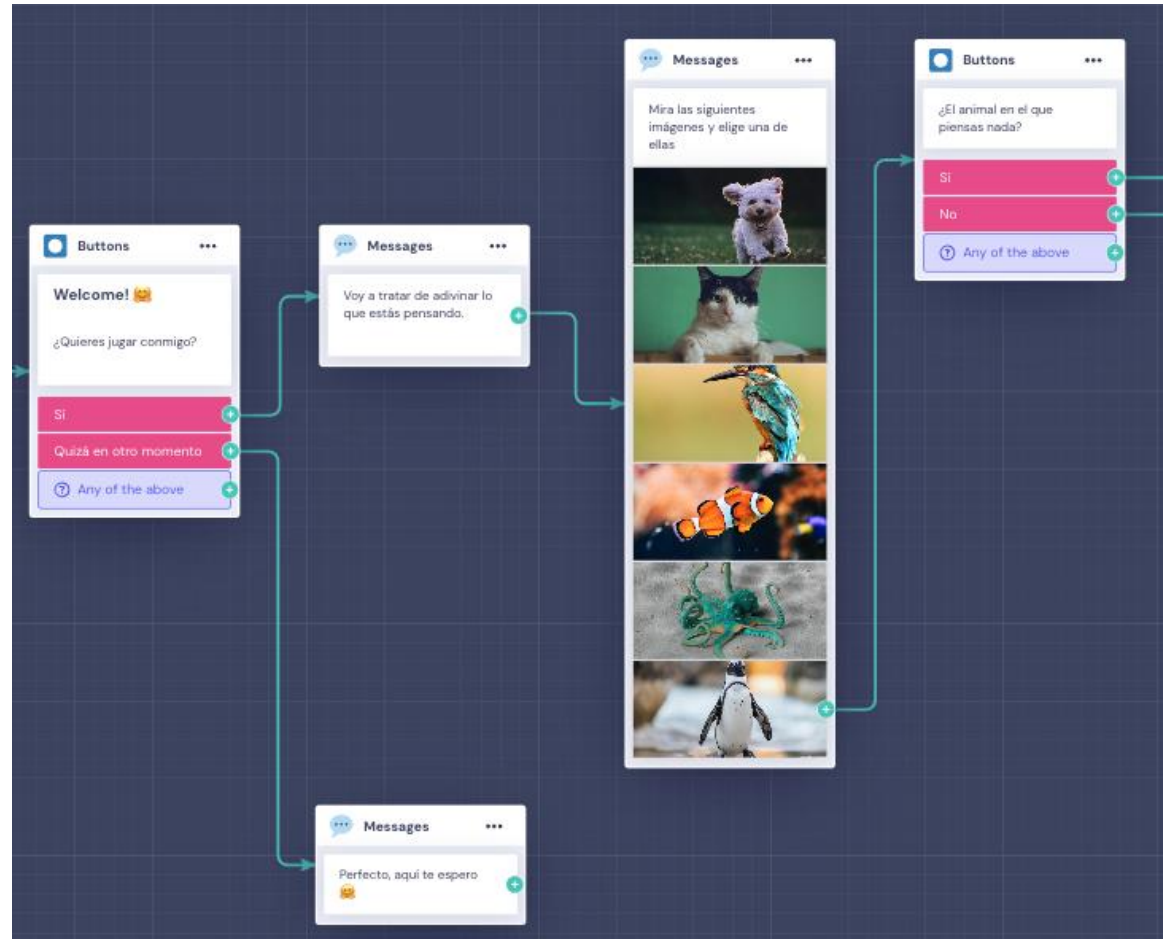 Buttons
Welcome! 🤗
¿Quieres jugar conmigo?
Sí
Quizá en otro momento
Any of the above
Messages
Voy a tratar de adivinar lo
que estás pensando.
Messages
Perfecto, aquí te espero
🤗
Messages
Mira las siguientes
imágenes y elige una de
ellas
Buttons
¿El animal en el que
piensas nada?
Sí
No
Any of the above